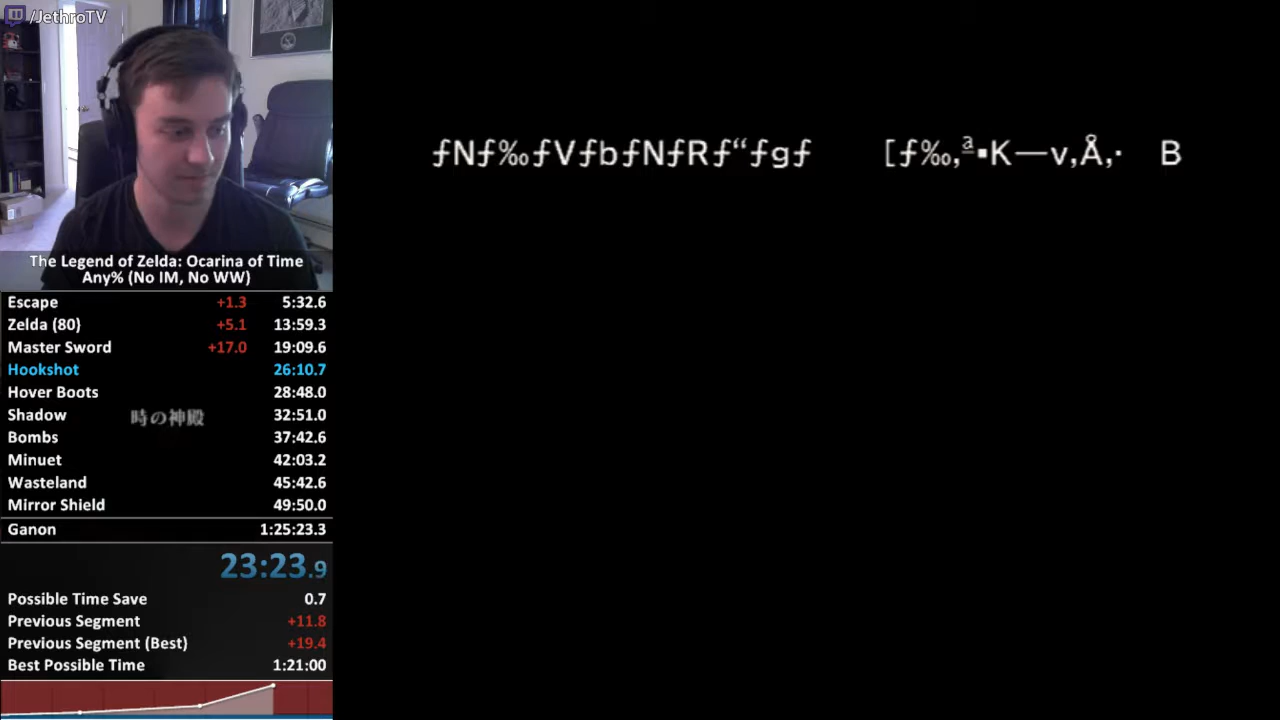 /JethroTV
ƒNƒ‰ƒVƒbƒNƒRƒ“ƒgƒ [ƒ‰‚ª•K—v‚Å‚· B
The Legend of Zelda: Ocarina of Time
Any% (No IM, No WW)
Escape +1.3 5:32.6
Zelda (80) +5.1 13:59.3
Master Sword +17.0 19:09.6
Hookshot 26:10.7
Hover Boots 28:48.0
Shadow 時の神殿 32:51.0
Bombs 37:42.6
Minuet 42:03.2
Wasteland 45:42.6
Mirror Shield 49:50.0
Ganon 1:25:23.3
23:23.9
Possible Time Save 0.7
Previous Segment +11.8
Previous Segment (Best) +19.4
Best Possible Time 1:21:00